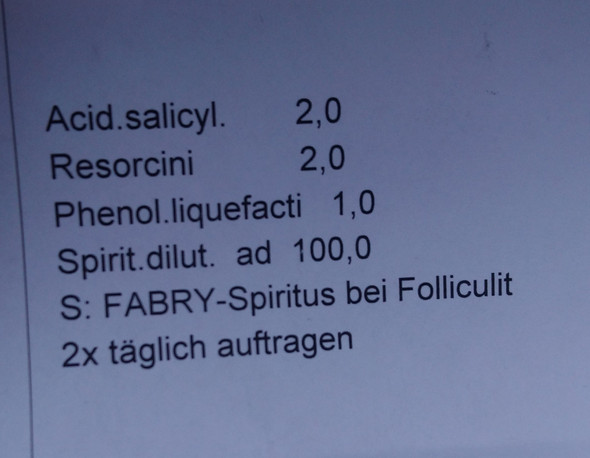 Acid.salicyl. 2,0
Resorcini 2,0
Phenol.liquefacti 1,0
Spirit.dilut. ad 100,0
S: FABRY-Spiritus bei Folliculit
2x täglich auftragen